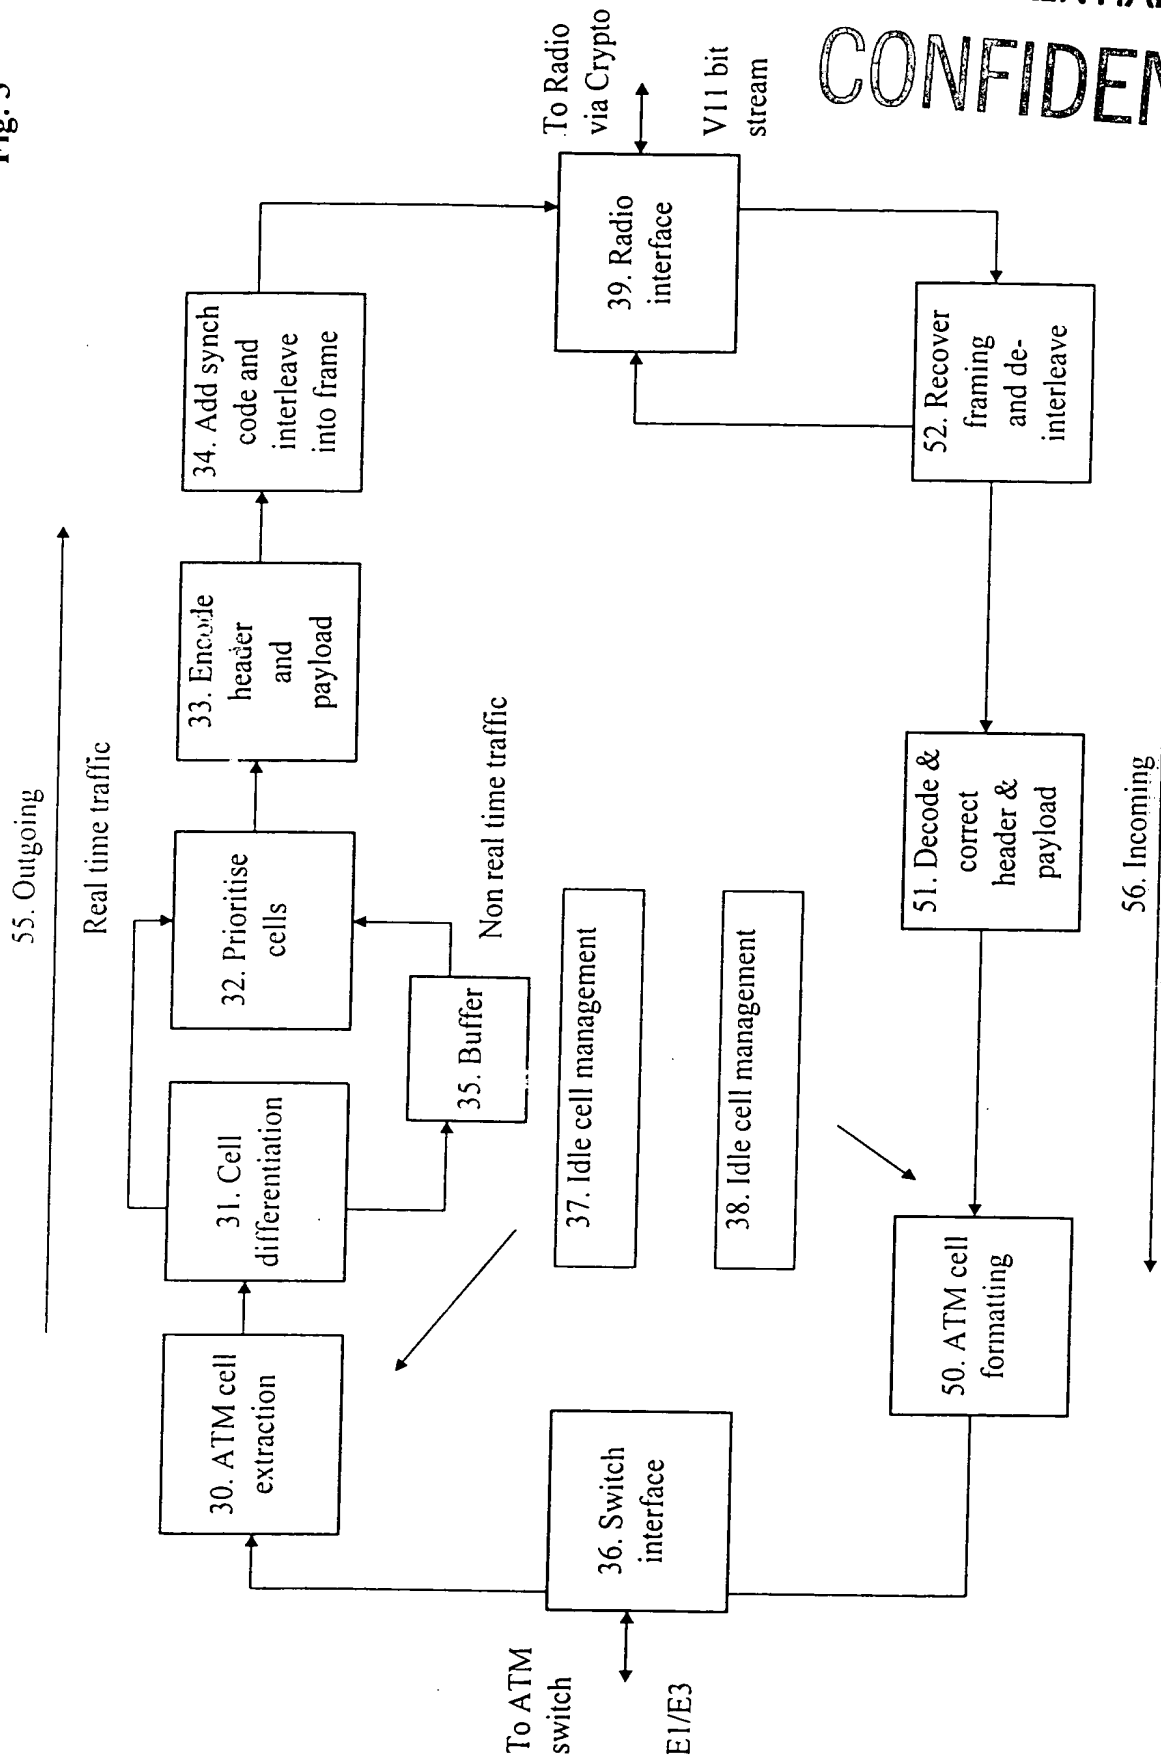 Fig. 3
CONFIDEN
55. Outgoing
Real time traffic
30. ATM cell
extraction
31. Cell
differentiation
32. Prioritise
cells
33. Encode
header
and
payload
34. Add synch
code and
interleave
into frame
35. Buffer
Non real time traffic
To ATM
switch
E1/E3
36. Switch
interface
37. Idle cell management
38. Idle cell management
39. Radio
interface
To Radio
via Crypto
V11 bit
stream
50. ATM cell
formatting
51. Decode &
correct
header &
payload
52. Recover
framing
and de-
interleave
56. Incoming